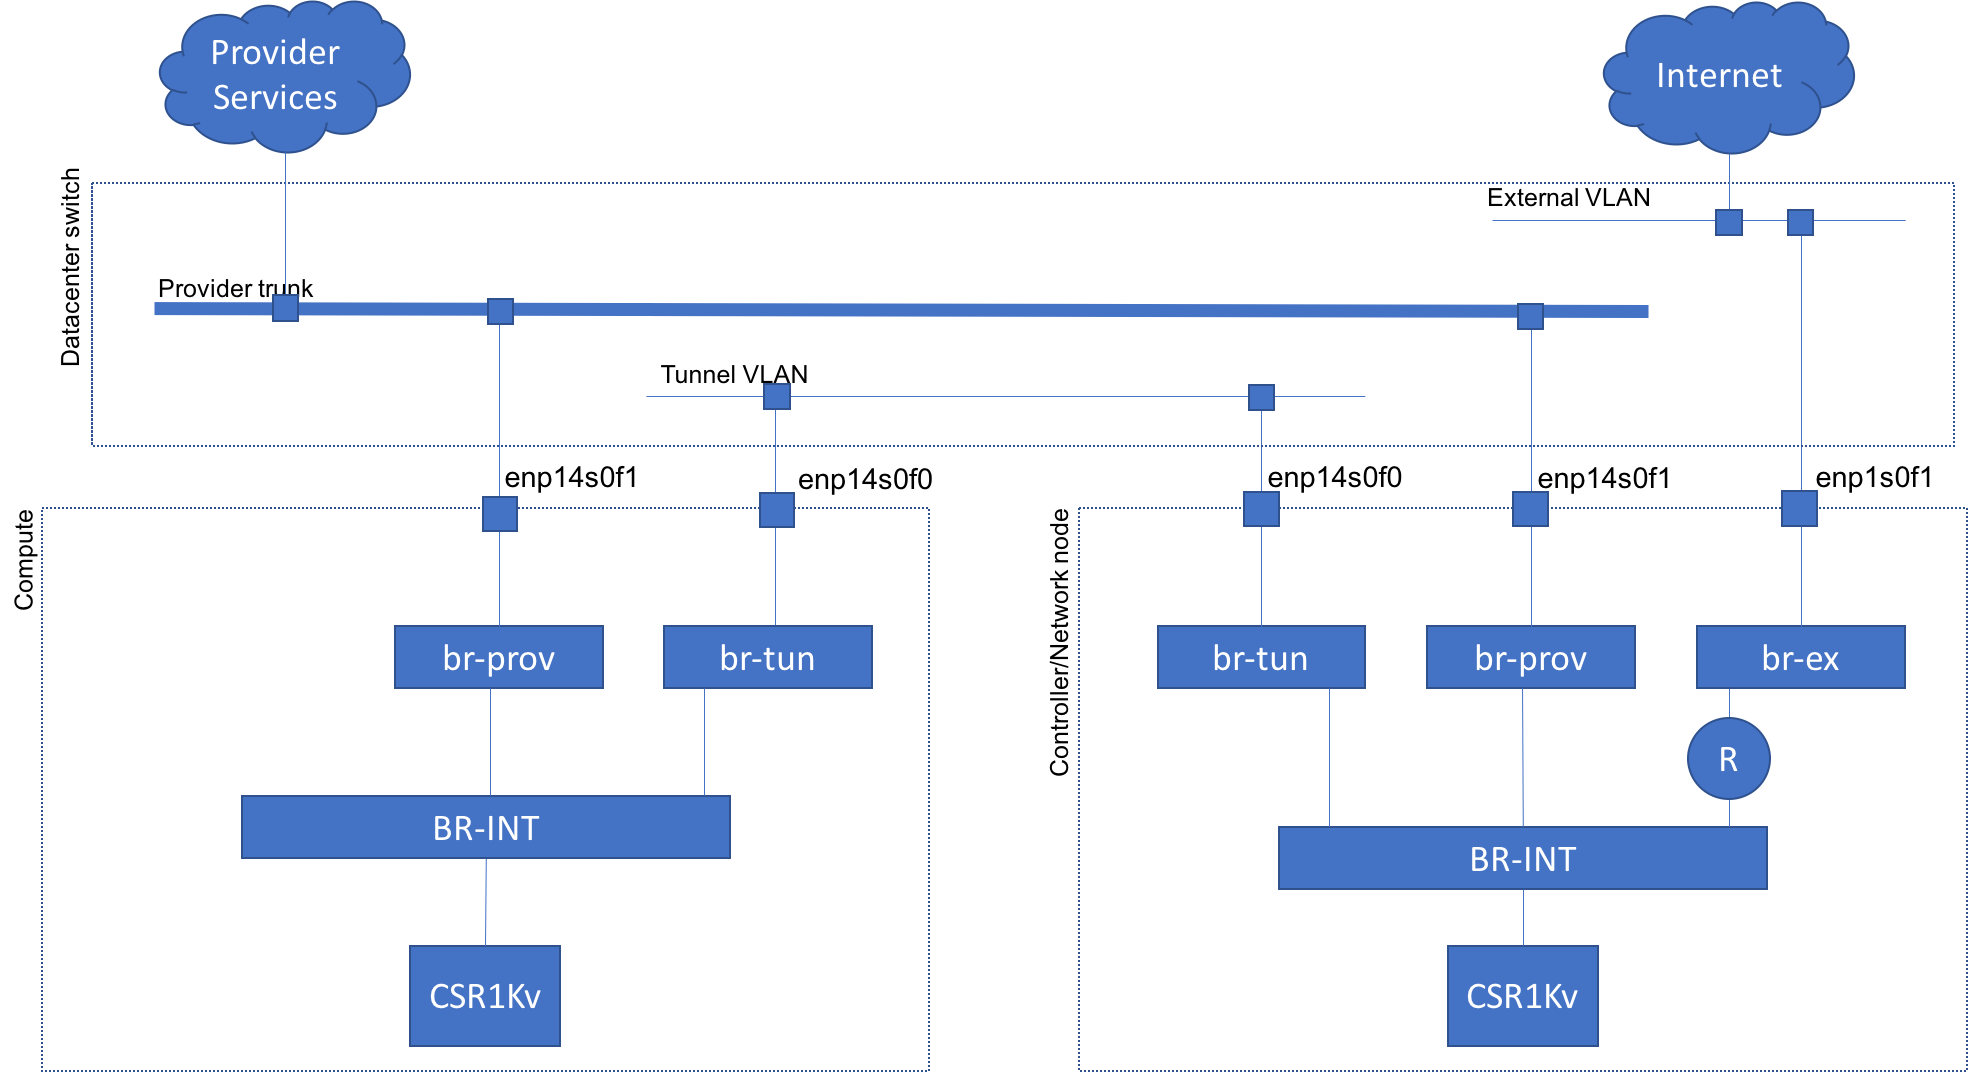 Provider
Services
Internet
Datacenter switch
External VLAN
Provider trunk
Tunnel VLAN
enp14s0f1
enp14s0f0
enp14s0f0
enp14s0f1
enp1s0f1
Compute
br-prov
br-tun
BR-INT
CSR1Kv
Controller/Network node
br-tun
br-prov
br-ex
R
BR-INT
CSR1Kv